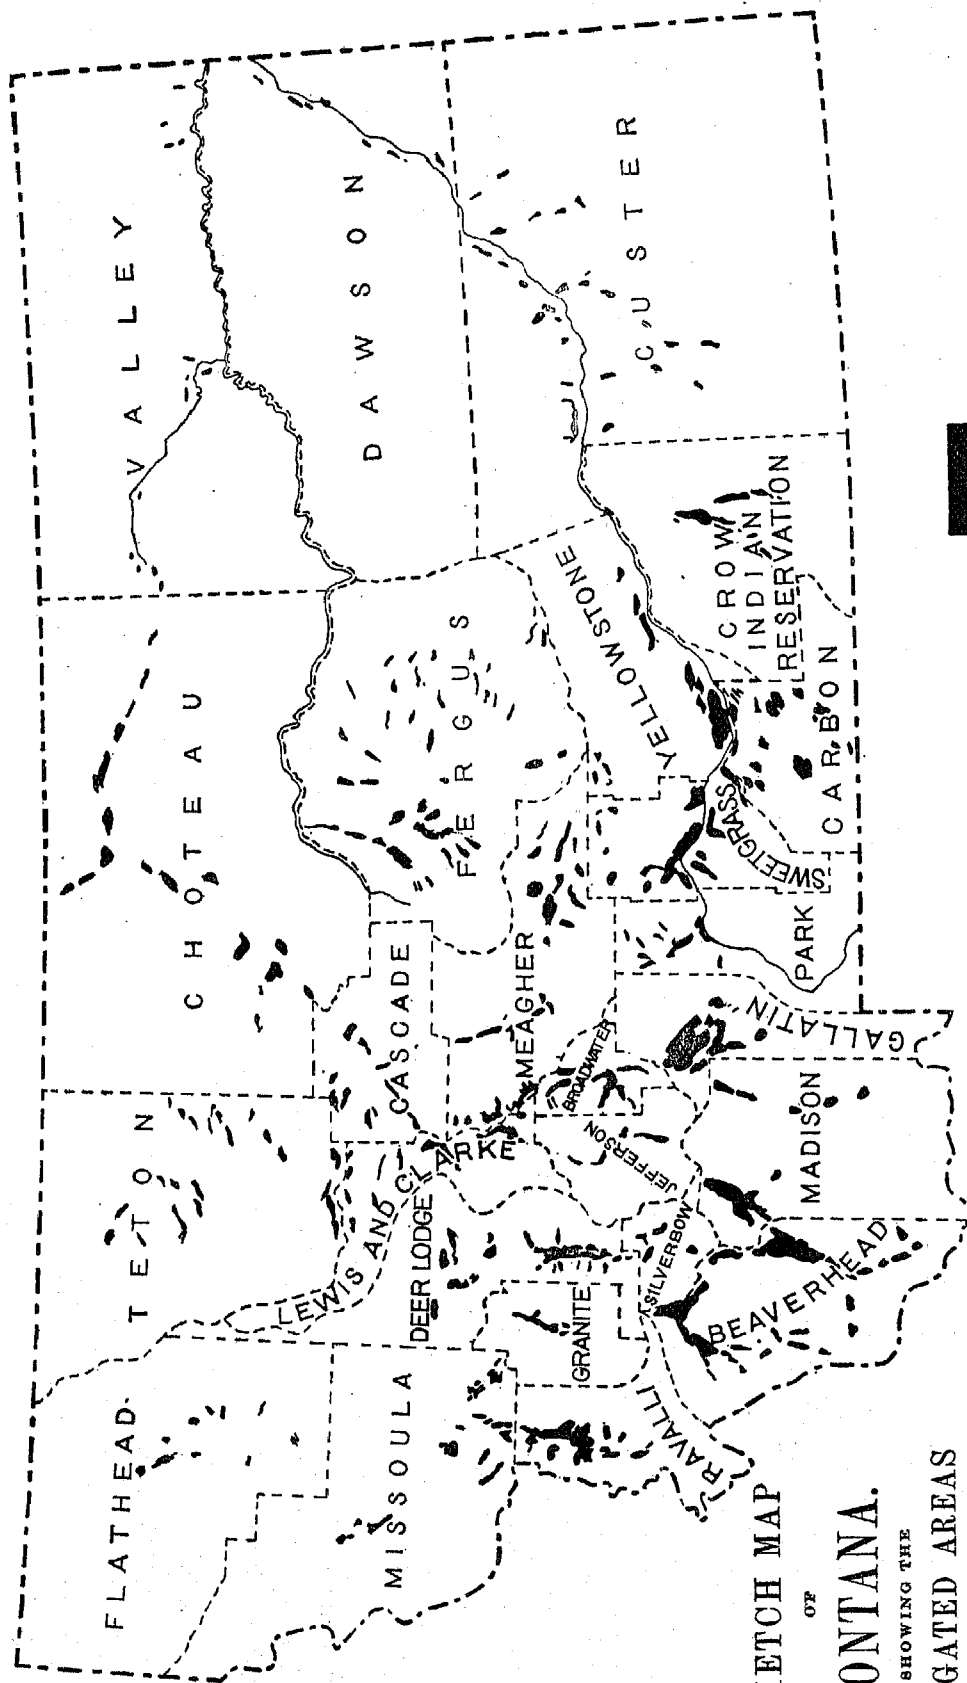 FLATHEAD
TETON
CHOTEAU
VALLEY
MISSOULA
LEWIS AND CLARKE
DEER LODGE
CASCADE
FERGUS
DAWSON
GRANITE
MEAGHER
RAVALLI
SILVERBOW
JEFFERSON
BROADWATER
YELLOWSTONE
CUSTER
BEAVERHEAD
MADISON
GALLATIN
PARK
SWEETGRASS
CARBON
CROW
INDIAN
RESERVATION
ETCH MAP
OF
ONTANA.
SHOWING THE
GATED AREAS